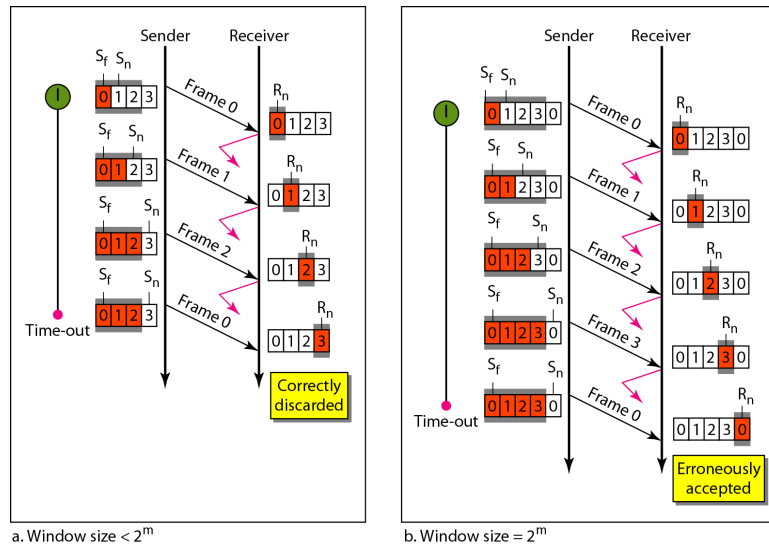 Sender Receiver
Sf Sn
0 1 2 3
Frame 0
Rn
0 1 2 3
Sf Sn
0 1 2 3
Frame 1
Rn
0 1 2 3
Sf Sn
0 1 2 3
Frame 2
Rn
0 1 2 3
Sf Sn
0 1 2 3
Frame 0
Rn
0 1 2 3
Time-out
Correctly
discarded
a. Window size < 2^m
Sender Receiver
Sf Sn
0 1 2 3 0
Frame 0
Rn
0 1 2 3 0
Sf Sn
0 1 2 3 0
Frame 1
Rn
0 1 2 3 0
Sf Sn
0 1 2 3 0
Frame 2
Rn
0 1 2 3 0
Sf Sn
0 1 2 3 0
Frame 3
Rn
0 1 2 3 0
Sf Sn
0 1 2 3 0
Frame 0
Rn
0 1 2 3 0
Time-out
Erroneously
accepted
b. Window size = 2^m